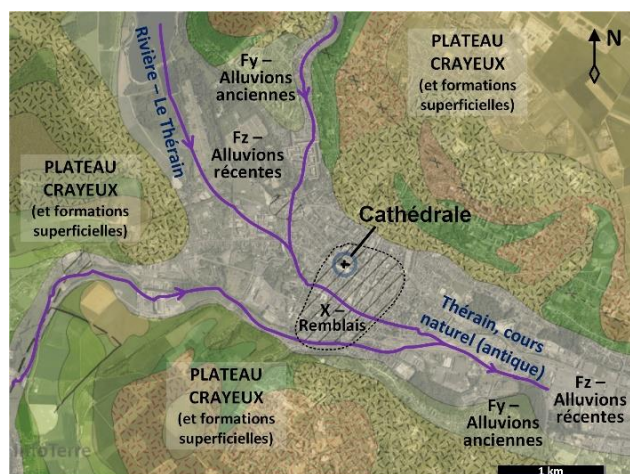 Rivière – Le Thérain
Fy –
Alluvions
anciennes
PLATEAU
CRAYEUX
(et formations
superficielles)
N
Fz –
Alluvions
récentes
PLATEAU
CRAYEUX
(et formations
superficielles)
Cathédrale
X –
Remblais
Thérain, cours
naturel (antique)
PLATEAU
CRAYEUX
(et formations
superficielles)
Fy –
Alluvions
anciennes
Fz –
Alluvions
récentes
InfoTerre
1 km